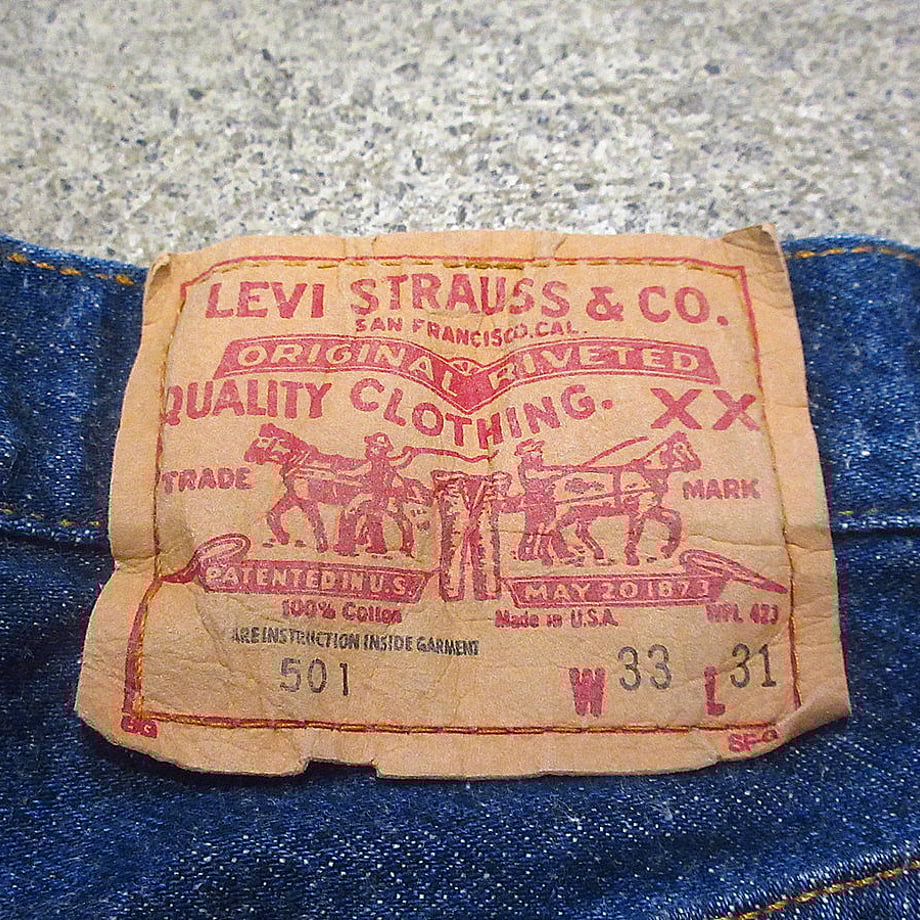 LEVI STRAUSS & CO.
SAN FRANCISCO.CAL.
ORIGINAL RIVETED
QUALITY CLOTHING. XX
TRADE MARK
PATENTED IN U.S. MAY 20 1873
100% Cotton Made in U.S.A. WPL 423
ARE INSTRUCTION INSIDE GARMENT
501 W 33 L 31